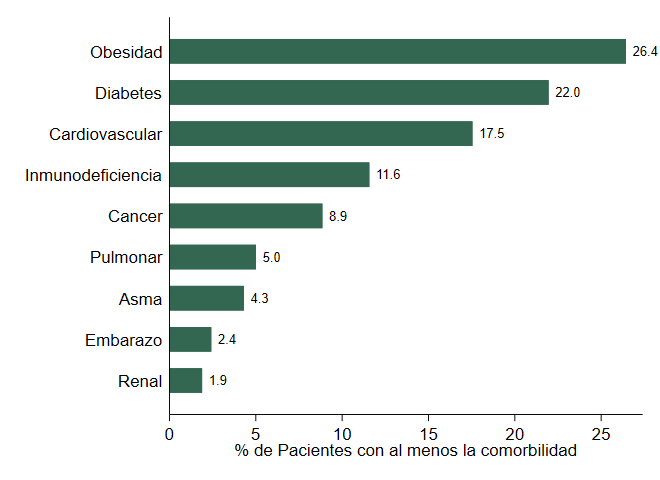 Obesidad 26.4
Diabetes 22.0
Cardiovascular 17.5
Inmunodeficiencia 11.6
Cancer 8.9
Pulmonar 5.0
Asma 4.3
Embarazo 2.4
Renal 1.9
0 5 10 15 20 25
% de Pacientes con al menos la comorbilidad